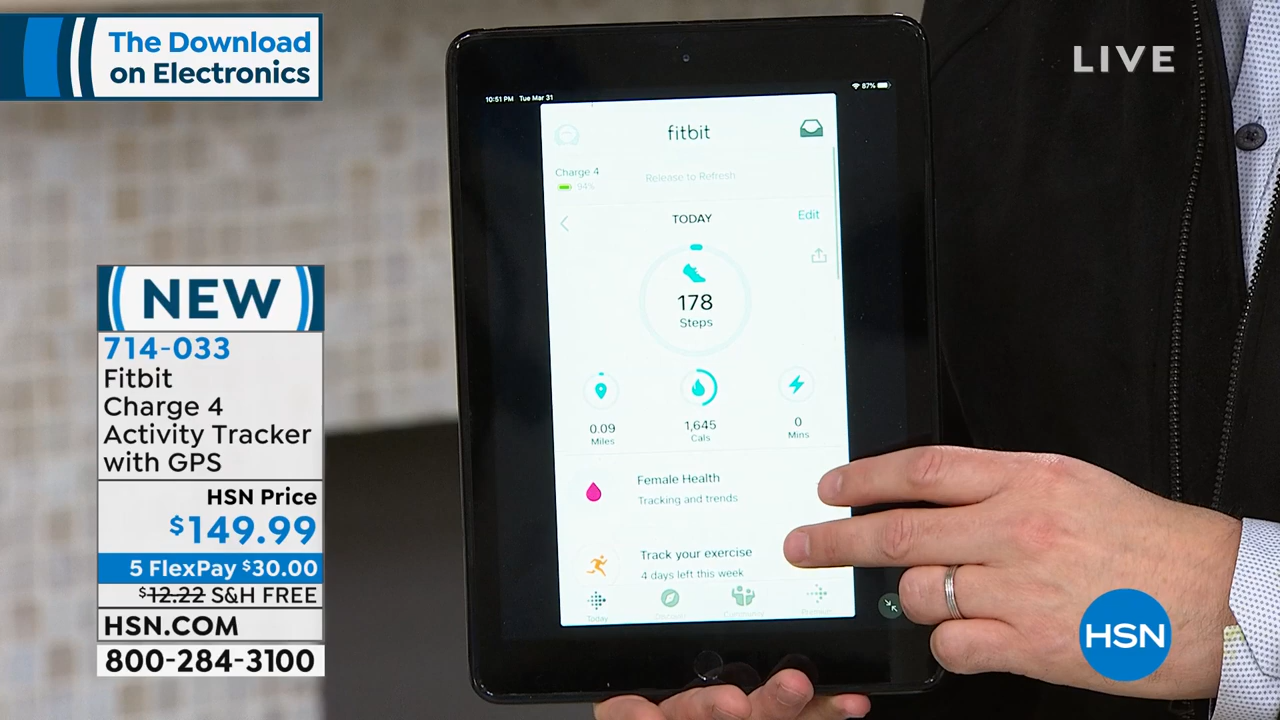 The Download
on Electronics
LIVE
NEW
714-033
Fitbit
Charge 4
Activity Tracker
with GPS
HSN Price
$149.99
5 FlexPay $30.00
$12.22 S&H FREE
HSN.COM
800-284-3100
10:51 PM Tue Mar 31
87%
fitbit
Charge 4
94%
Release to Refresh
TODAY
Edit
178
Steps
0.09
Miles
1,645
Cals
0
Mins
Female Health
Tracking and trends
Track your exercise
4 days left this week
Today
Community
Premium
HSN